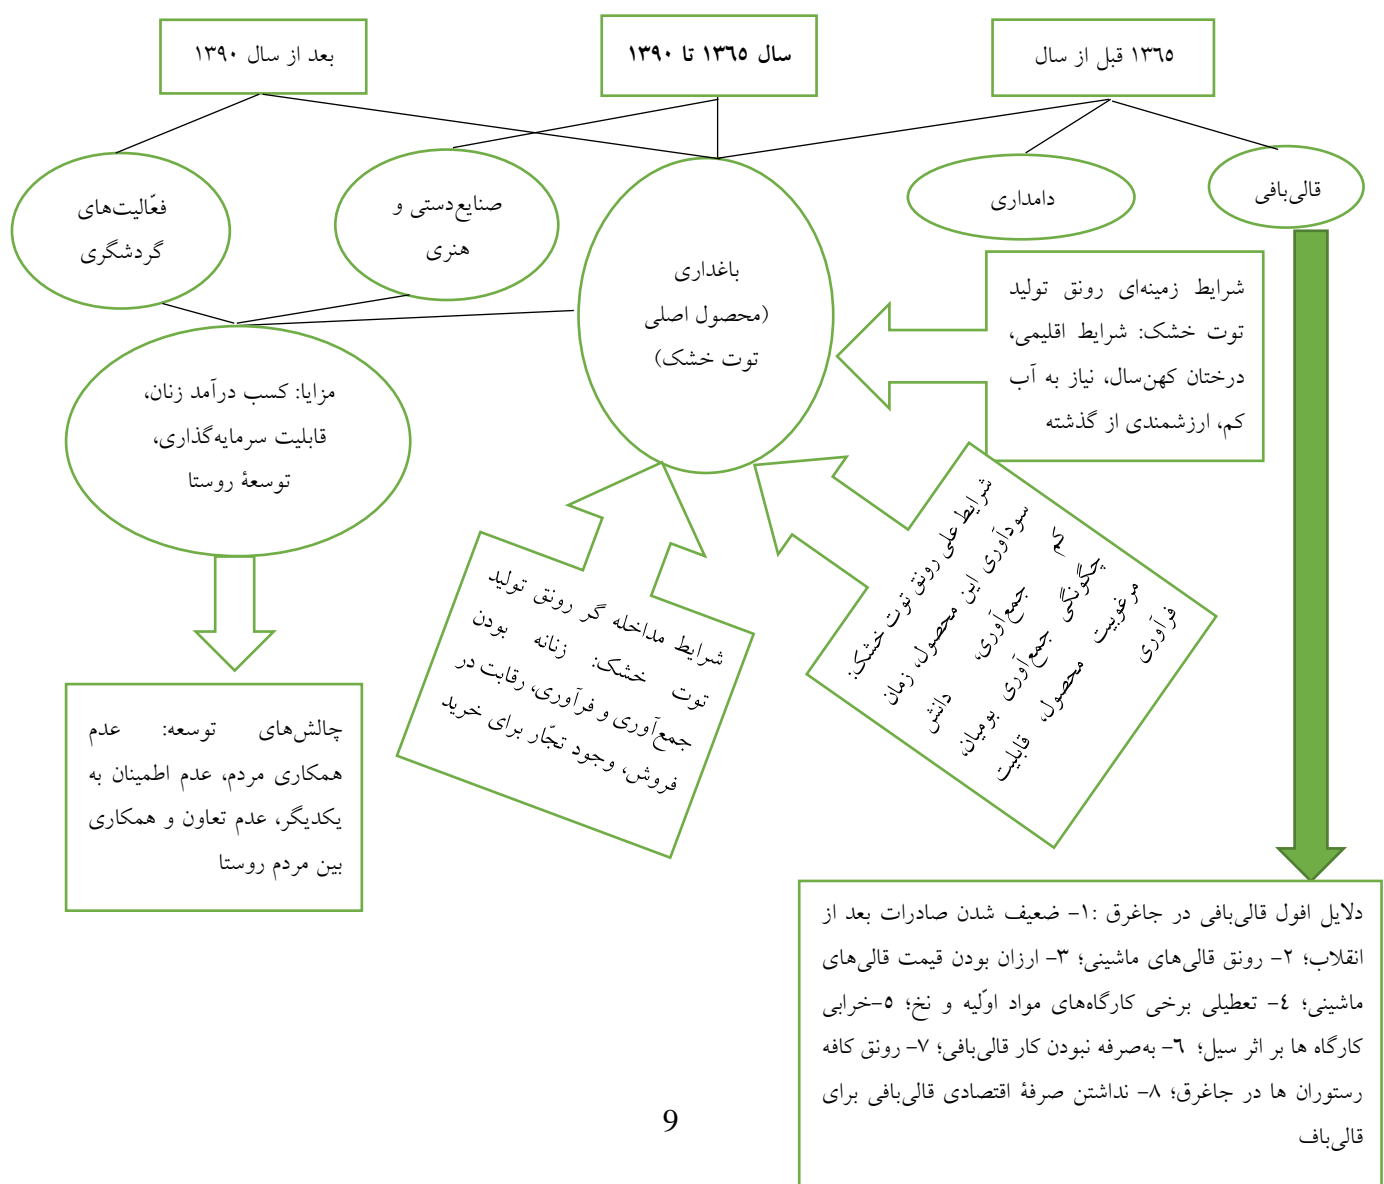 ۱۳٦٥ قبل از سال
سال ۱۳٦٥ تا ۱۳۹۰
بعد از سال ۱۳۹۰
قالی‌بافی
دامداری
صنایع‌دستی و
هنری
فعّالیت‌های
گردشگری
باغداری
(محصول اصلی
توت خشک)
شرایط زمینه‌ای رونق تولید
توت خشک: شرایط اقلیمی،
درختان کهن‌سال، نیاز به آب
کم، ارزشمندی از گذشته
مزایا: کسب درآمد زنان،
قابلیت سرمایه‌گذاری،
توسعهٔ روستا
شرایط علی رونق توت خشک:
سودآوری این محصول، زمان
کم جمع‌آوری، دانش
چگونگی جمع‌آوری بومیان،
مرغوبیت محصول، قابلیت
فرآوری
شرایط مداخله گر رونق تولید
توت خشک: زنانه بودن
جمع‌آوری و فرآوری، رقابت در
فروش، وجود تجّار برای خرید
چالش‌های توسعه: عدم
همکاری مردم، عدم اطمینان به
یکدیگر، عدم تعاون و همکاری
بین مردم روستا
دلایل افول قالی‌بافی در جاغرق :۱- ضعیف شدن صادرات بعد از
انقلاب؛ ۲- رونق قالی‌های ماشینی؛ ۳- ارزان بودن قیمت قالی‌های
ماشینی؛ ٤- تعطیلی برخی کارگاه‌های مواد اوّلیه و نخ؛ ٥-خرابی
کارگاه ها بر اثر سیل؛ ٦- به‌صرفه نبودن کار قالی‌بافی؛ ۷- رونق کافه
رستوران ها در جاغرق؛ ۸- نداشتن صرفهٔ اقتصادی قالی‌بافی برای
قالی‌باف
9